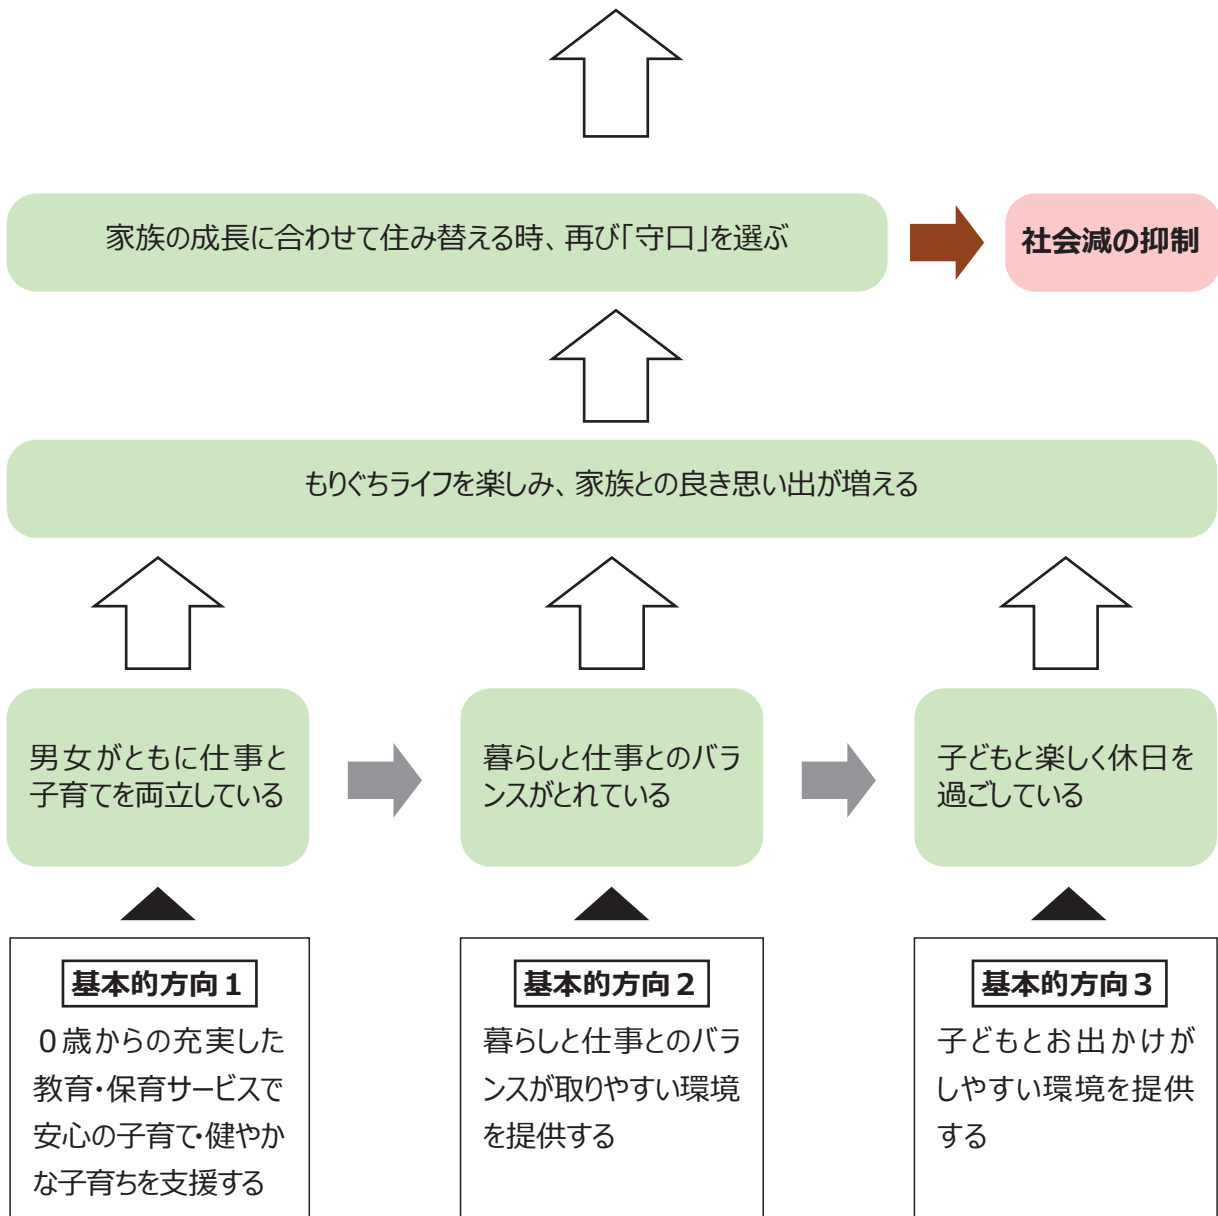 家族の成長に合わせて住み替える時、再び「守口」を選ぶ
社会減の抑制
もりぐちライフを楽しみ、家族との良き思い出が増える
男女がともに仕事と
子育てを両立している
暮らしと仕事とのバラ
ンスがとれている
子どもと楽しく休日を
過ごしている
基本的方向１
０歳からの充実した
教育・保育サービスで
安心の子育て・健やか
な子育ちを支援する
基本的方向２
暮らしと仕事とのバラ
ンスが取りやすい環境
を提供する
基本的方向３
子どもとお出かけが
しやすい環境を提供
する